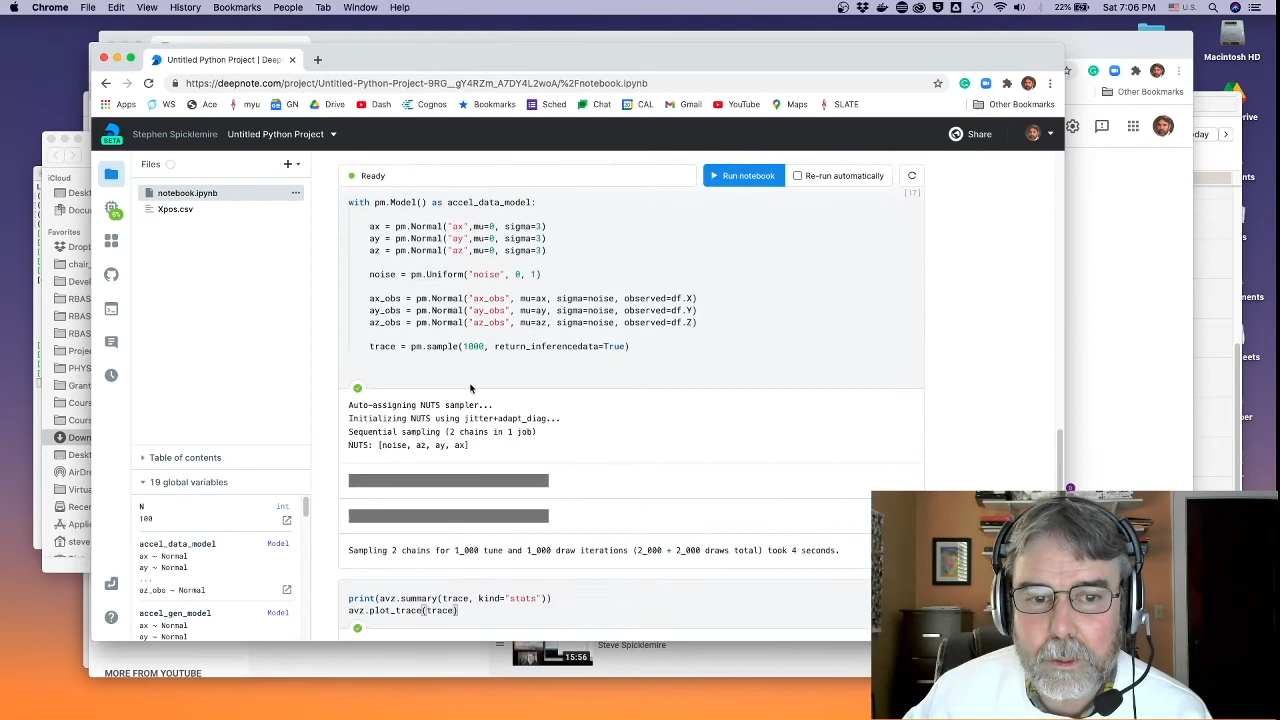 Chrome File Edit View History Bookmarks People Tab Window Help
22% Sat 7:06 PM U.S.
Macintosh HD
Untitled Python Project | Deep
https://deepnote.com/project/Untitled-Python-Project-9RG__gY4RZm_A7DY4L2woA/%2Fnotebook.ipynb
Apps WS Ace myu GN Drive Dash Cognos Bookmarks Sched Chat CAL Gmail YouTube Maps SLATE Other Bookmarks
Other Bookmarks
BETA
Stephen Spicklemire Untitled Python Project
Share
Files
notebook.ipynb
Xpos.csv
Table of contents
19 global variables
N int
100
accel_data_model Model
ax ~ Normal
ay ~ Normal
...
az_obs ~ Normal
accel_gen_model Model
ax ~ Normal
ay ~ Normal
Ready
Run notebook
Re-run automatically
[17]
with pm.Model() as accel_data_model:
ax = pm.Normal("ax",mu=0, sigma=3)
ay = pm.Normal("ay",mu=0, sigma=3)
az = pm.Normal("az",mu=0, sigma=3)
noise = pm.Uniform("noise", 0, 1)
ax_obs = pm.Normal("ax_obs", mu=ax, sigma=noise, observed=df.X)
ay_obs = pm.Normal("ay_obs", mu=ay, sigma=noise, observed=df.Y)
az_obs = pm.Normal("az_obs", mu=az, sigma=noise, observed=df.Z)
trace = pm.sample(1000, return_inferencedata=True)
Auto-assigning NUTS sampler...
Initializing NUTS using jitter+adapt_diag...
Sequential sampling (2 chains in 1 job)
NUTS: [noise, az, ay, ax]
Sampling 2 chains for 1_000 tune and 1_000 draw iterations (2_000 + 2_000 draws total) took 4 seconds.
print(avz.summary(trace, kind="stats"))
avz.plot_trace(trace)
iCloud
Favorites
MORE FROM YOUTUBE
Steve Spicklemire
15:56